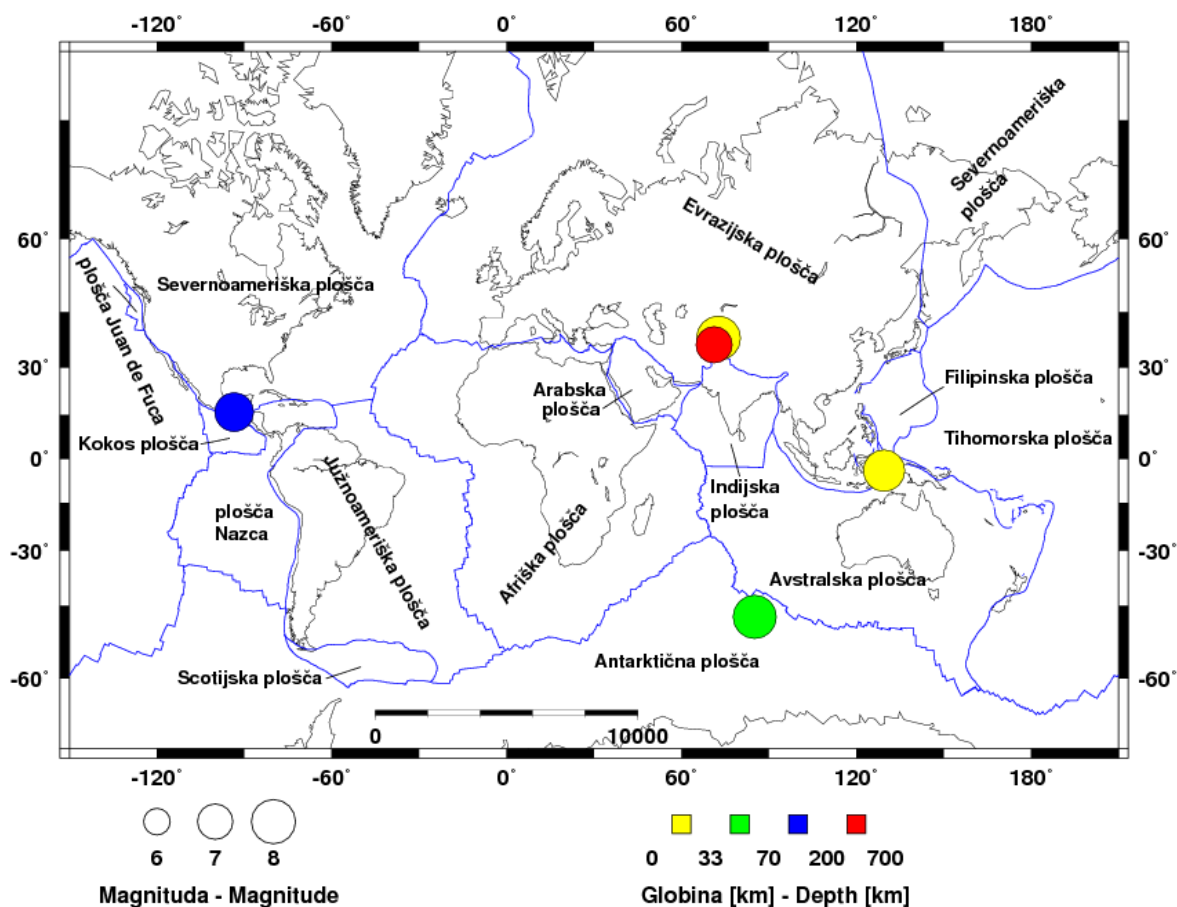 -120° -60° 0° 60° 120° 180°
Severnoameriška
plošča
60° 60°
Evrazijska plošča
Severnoameriška plošča
plošča Juan de Fuca
30° 30°
Arabska
plošča
Filipinska plošča
Kokos plošča
Tihomorska plošča
0° 0°
Južnoameriška plošča
Indijska
plošča
plošča
Nazca
Afriška plošča
-30° -30°
Avstralska plošča
Antarktična plošča
Scotijska plošča
-60° -60°
0 10000
-120° -60° 0° 60° 120° 180°
6 7 8
0 33 70 200 700
Magnituda - Magnitude
Globina [km] - Depth [km]